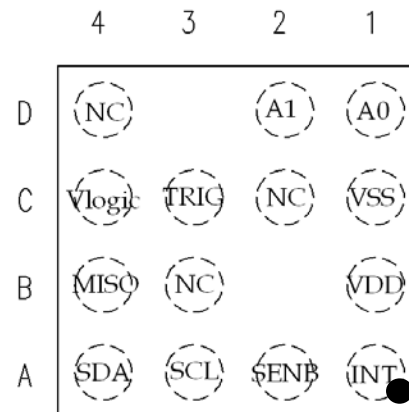 4 3 2 1
D NC A1 A0
C Vlogic TRIG NC VSS
B MISO NC VDD
A SDA SCL SENB INT